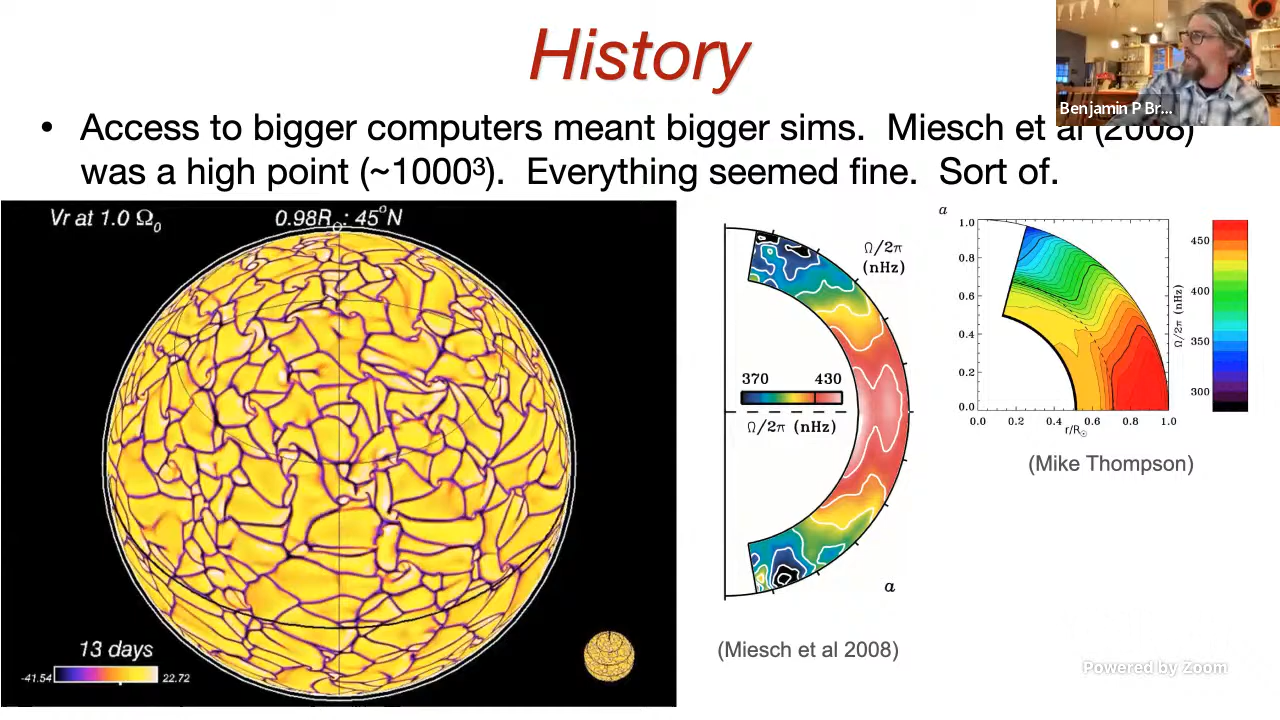 History
Benjamin P Br...
• Access to bigger computers meant bigger sims. Miesch et al (2008)
was a high point (~1000³). Everything seemed fine. Sort of.
Vr at 1.0 Ω₀
0.98R☉: 45°N
13 days
-41.54
22.72
Ω/2π
(nHz)
370
430
Ω/2π (nHz)
a
(Miesch et al 2008)
a
1.0
0.8
0.6
0.4
0.2
0.0
0.0 0.2 0.4 0.6 0.8 1.0
r/R☉
Ω/2π (nHz)
450
400
350
300
(Mike Thompson)
Powered by Zoom